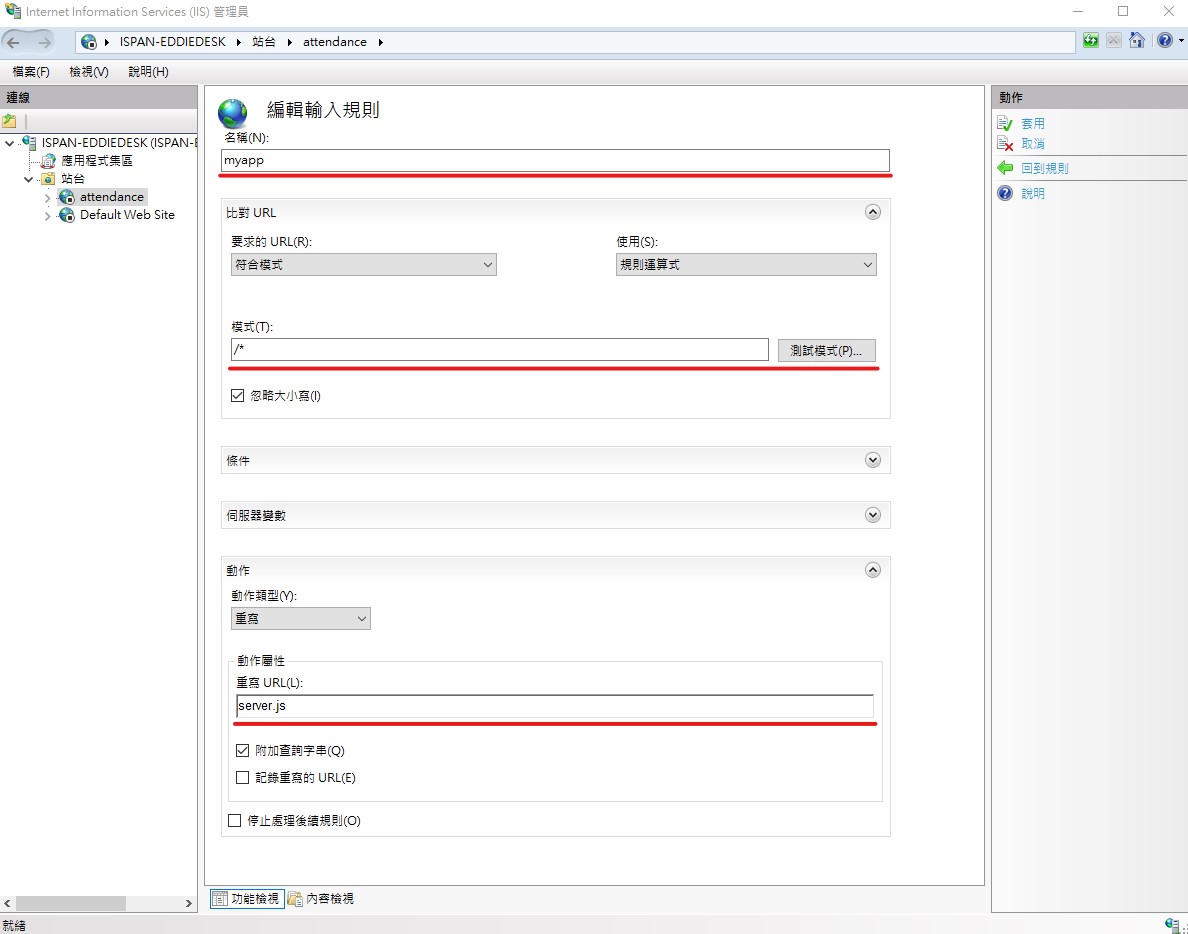 Internet Information Services (IIS) 管理員
ISPAN-EDDIEDESK 站台 attendance
檔案(F) 檢視(V) 說明(H)
連線
ISPAN-EDDIEDESK (ISPAN-E
應用程式集區
站台
attendance
Default Web Site
編輯輸入規則
名稱(N):
myapp
比對 URL
要求的 URL(R):
使用(S):
符合模式
規則運算式
模式(T):
/*
測試模式(P)...
忽略大小寫(I)
條件
伺服器變數
動作
動作類型(Y):
重寫
動作屬性
重寫 URL(L):
server.js
附加查詢字串(Q)
記錄重寫的 URL(E)
停止處理後續規則(O)
功能檢視 內容檢視
動作
套用
取消
回到規則
說明
就緒